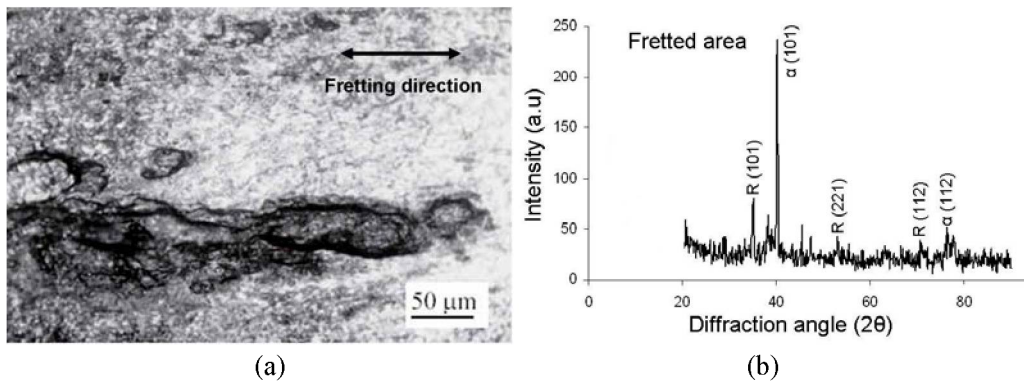 Fretting direction
50 μm
(a)
(b)
Fretted area
Intensity (a.u)
250
200
150
100
50
0
R (101)
α (101)
R (221)
R (112)
α (112)
0
20
40
60
80
Diffraction angle (2θ)